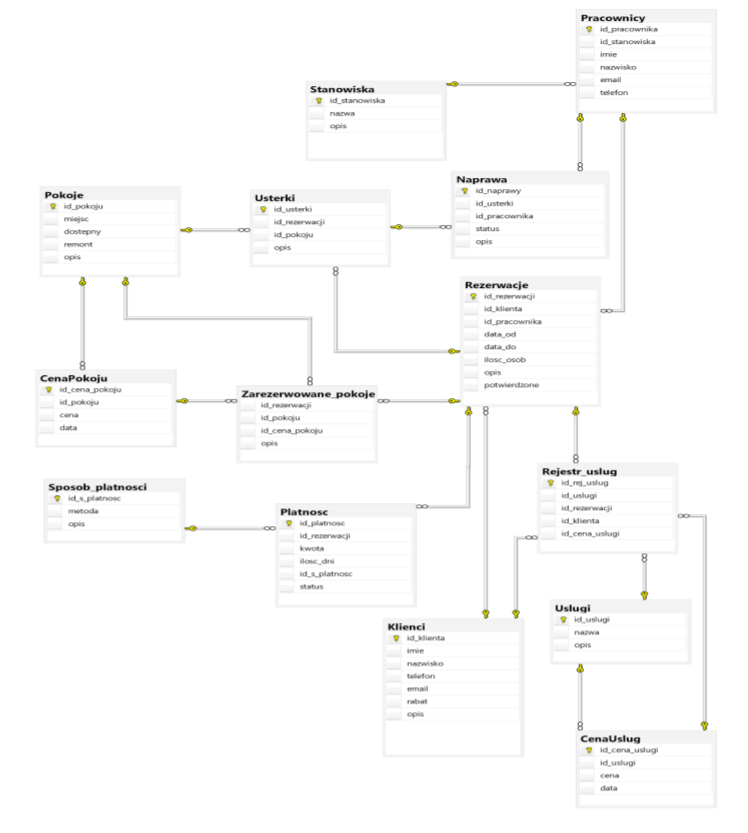 Pracownicy
id_pracownika
id_stanowiska
imie
nazwisko
email
telefon
Stanowiska
id_stanowiska
nazwa
opis
Naprawa
id_naprawy
id_usterki
id_pracownika
status
opis
Pokoje
id_pokoju
miejsc
dostepny
remont
opis
Usterki
id_usterki
id_rezerwacji
id_pokoju
opis
Rezerwacje
id_rezerwacji
id_klienta
id_pracownika
data_od
data_do
ilosc_osob
opis
potwierdzone
CenaPokoju
id_cena_pokoju
id_pokoju
cena
data
Zarezerwowane_pokoje
id_rezerwacji
id_pokoju
id_cena_pokoju
opis
Rejestr_uslug
id_rej_uslug
id_uslugi
id_rezerwacji
id_klienta
id_cena_uslugi
Sposob_platnosci
id_s_platnosc
metoda
opis
Platnosc
id_platnosc
id_rezerwacji
kwota
ilosc_dni
id_s_platnosc
status
Uslugi
id_uslugi
nazwa
opis
Klienci
id_klienta
imie
nazwisko
telefon
email
rabat
opis
CenaUslug
id_cena_uslugi
id_uslugi
cena
data